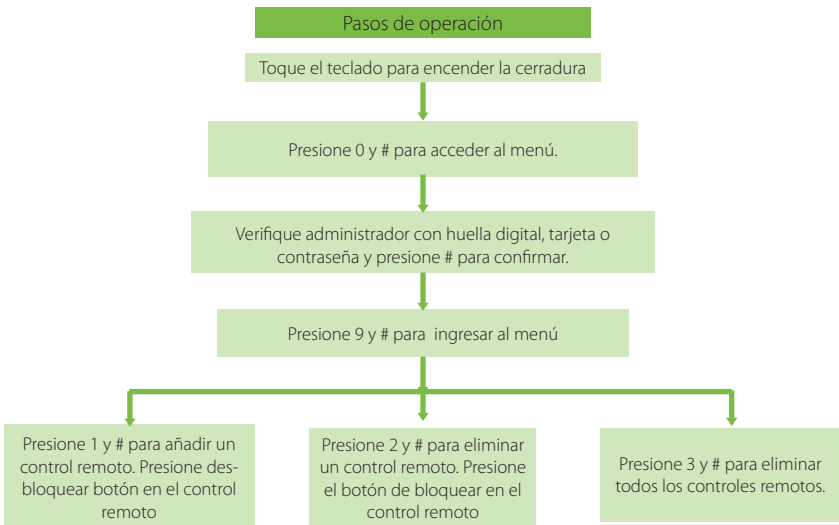 Pasos de operación
Toque el teclado para encender la cerradura
Presione 0 y # para acceder al menú.
Verifique administrador con huella digital, tarjeta o
contraseña y presione # para confirmar.
Presione 9 y # para ingresar al menú
Presione 1 y # para añadir un
control remoto. Presione des-
bloquear botón en el control
remoto
Presione 2 y # para eliminar
un control remoto. Presione
el botón de bloquear en el
control remoto
Presione 3 y # para eliminar
todos los controles remotos.